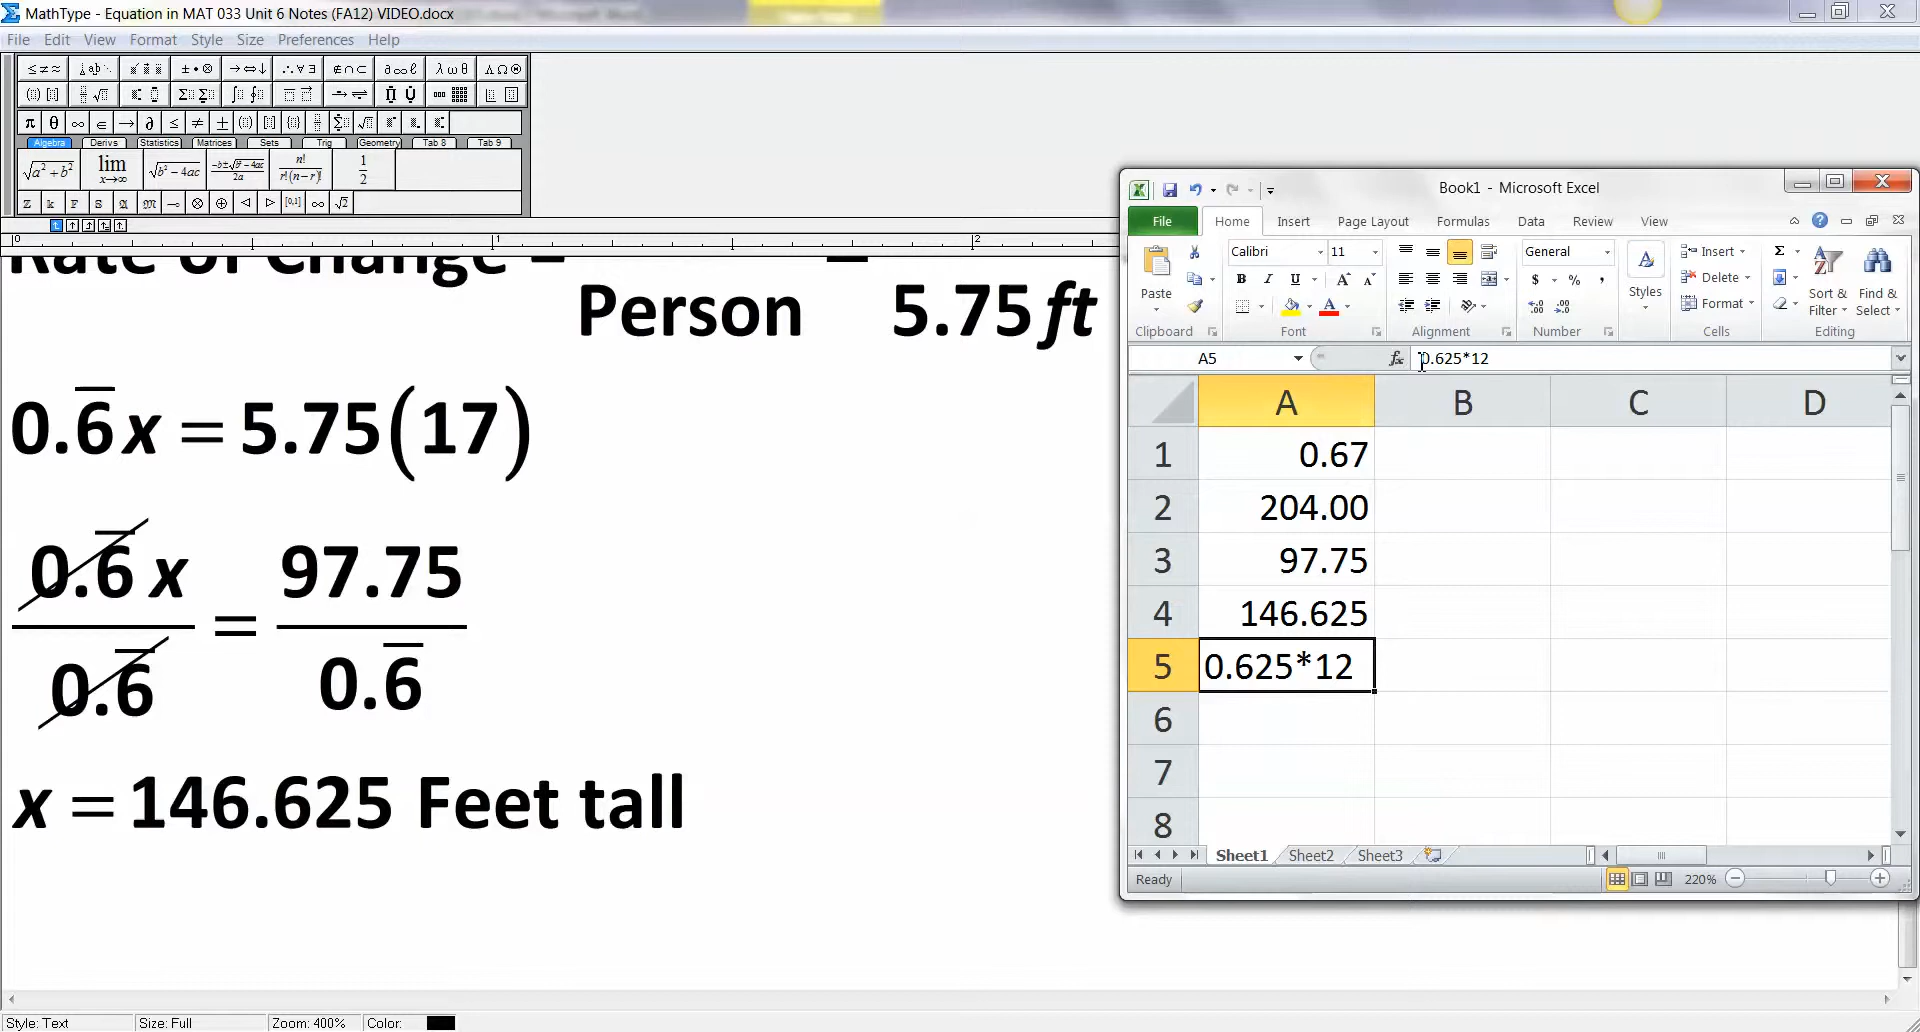 MathType - Equation in MAT 033 Unit 6 Notes (FA12) VIDEO.docx
File Edit View Format Style Size Preferences Help
Algebra Derivs Statistics Matrices Sets Trig Geometry Tab 8 Tab 9
Rate of Change =
Person = 5.75 ft
0.6̅x = 5.75(17)
0.6̅x = 97.75
0.6̅ 0.6̅
x = 146.625 Feet tall
Style: Text Size: Full Zoom: 400% Color:
Book1 - Microsoft Excel
File Home Insert Page Layout Formulas Data Review View
Paste Calibri 11 General Styles Insert Delete Format Sort & Filter Find & Select
Clipboard Font Alignment Number Cells Editing
A5 fx 0.625*12
A B C D
1 0.67
2 204.00
3 97.75
4 146.625
5 0.625*12
6
7
8
Sheet1 Sheet2 Sheet3
Ready 220%